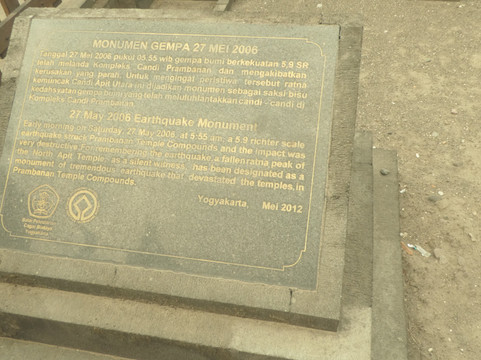 MONUMEN GEMPA 27 MEI 2006
Tanggal 27 Mei 2006 pukul 05.55 wib gempa bumi berkekuatan 5,9 SR
telah melanda Kompleks Candi Prambanan dan mengakibatkan
kerusakan yang parah. Untuk mengingat peristiwa tersebut ratna
kemuncak Candi Apit Utara ini dijadikan monumen sebagai saksi bisu
kedahsyatan gempa bumi yang telah meluluhlantakkan candi - candi di
Kompleks Candi Prambanan.
27 May 2006 Earthquake Monument
Early morning on Saturday, 27 May 2006, at 5:55 am, a 5.9 richter scale
earthquake struck Prambanan Temple Compounds and the impact was
very destructive. the earthquake, a fallen ratna peak of
the North Apit Temple, as a silent witness, has been designated as a
monument of tremendous earthquake that devastated the temples in
Prambanan Temple Compounds.
Yogyakarta, Mei 2012